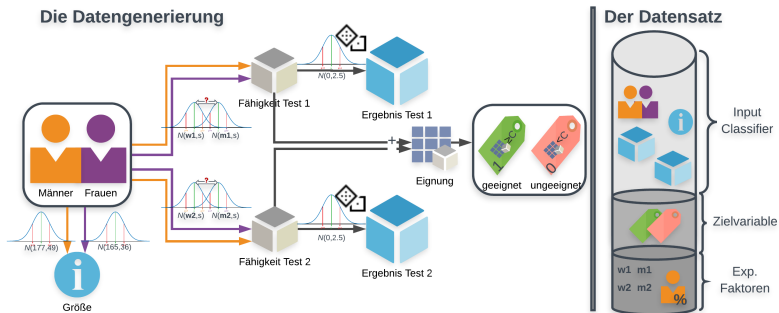 Die Datengenerierung
Der Datensatz
N(0,2.5)
Fähigkeit Test 1
Ergebnis Test 1
?
N(w1,s) N(m1,s)
Männer Frauen
+
Eignung
1 ≥C
0 <C
geeignet ungeeignet
?
N(w2,s) N(m2,s)
N(0,2.5)
Fähigkeit Test 2
Ergebnis Test 2
N(177,49)
N(165,36)
i
Größe
i
Input
Classifier
Zielvariable
w1 m1
w2 m2
%
Exp.
Faktoren